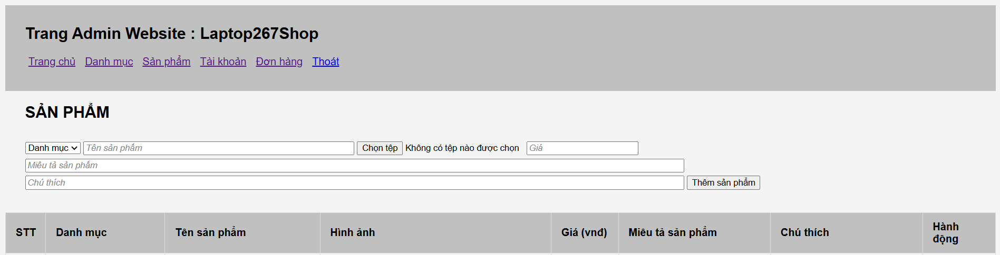 Trang Admin Website : Laptop267Shop
Trang chủ Danh mục Sản phẩm Tài khoản Đơn hàng Thoát
SẢN PHẨM
Danh mục Tên sản phẩm Chọn tệp Không có tệp nào được chọn Giá
Miêu tả sản phẩm
Chú thích Thêm sản phẩm
STT Danh mục Tên sản phẩm Hình ảnh Giá (vnđ) Miêu tả sản phẩm Chú thích Hành động